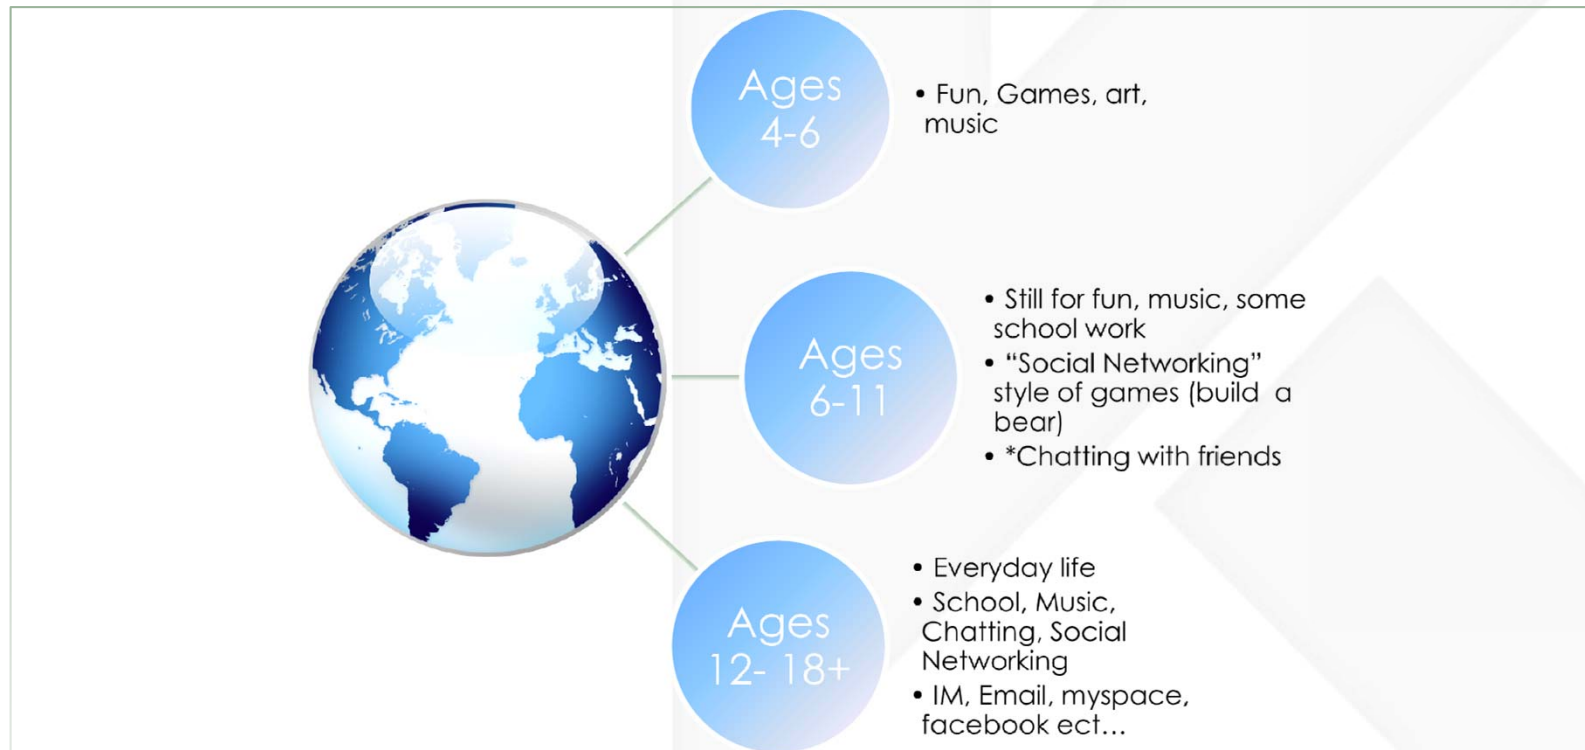 Ages
4-6
• Fun, Games, art,
music
Ages
6-11
• Still for fun, music, some
school work
• “Social Networking”
style of games (build  a
bear)
• *Chatting with friends
Ages
12- 18+
• Everyday life
• School, Music,
Chatting, Social
Networking
• IM, Email, myspace,
facebook ect...